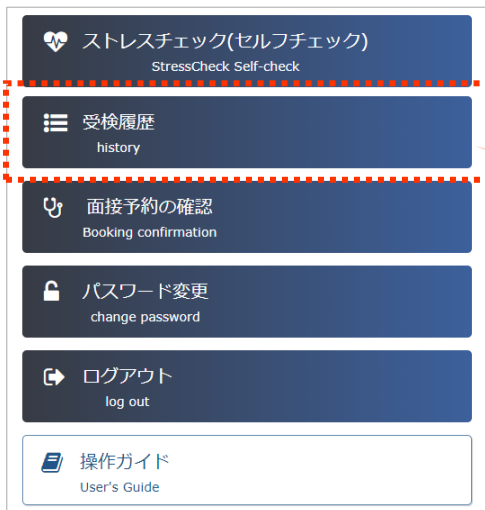 ストレスチェック(セルフチェック)
StressCheck Self-check
受検履歴
history
面接予約の確認
Booking confirmation
パスワード変更
change password
ログアウト
log out
操作ガイド
User's Guide